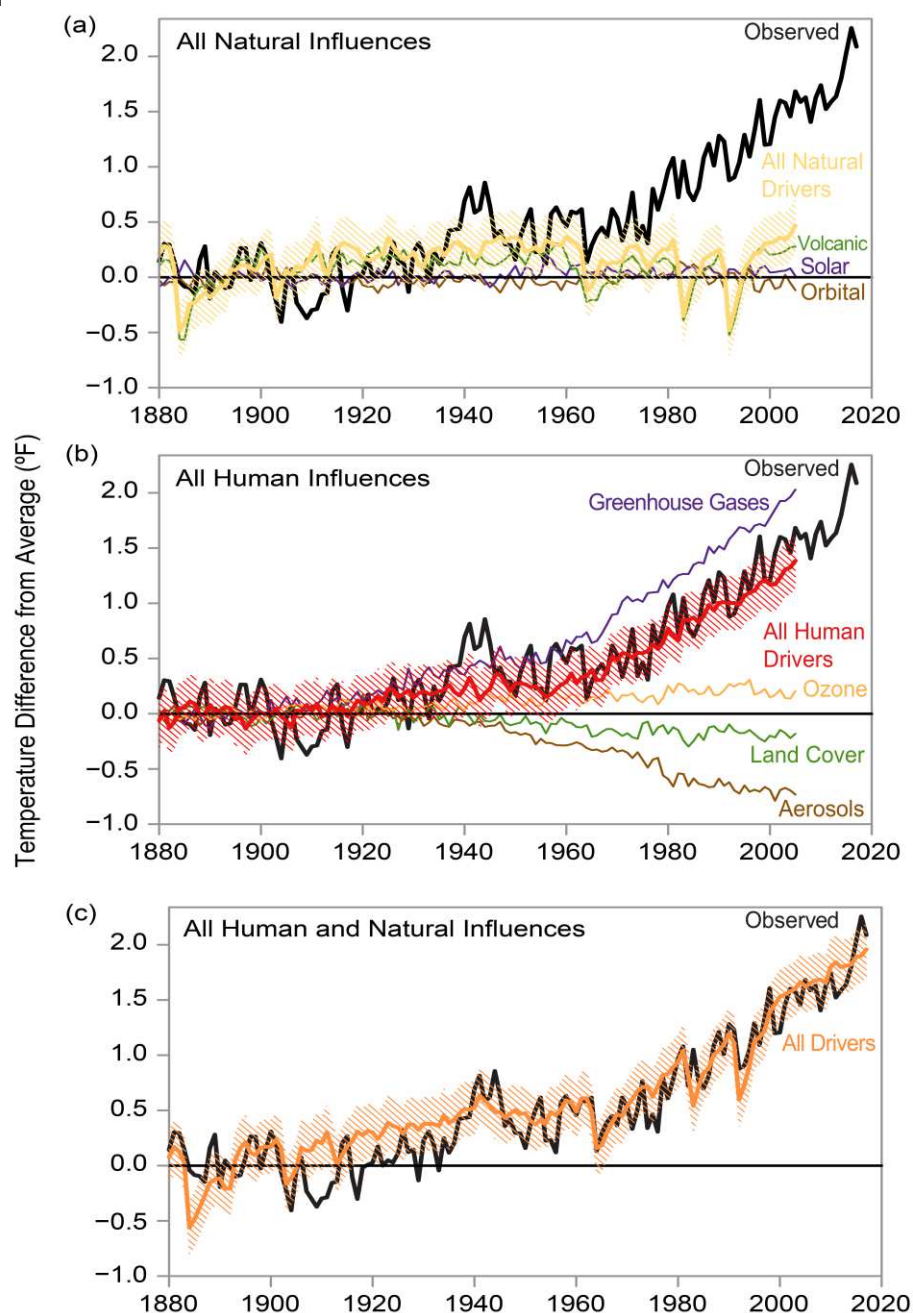 (a)
All Natural Influences
Observed
2.0
1.5
All Natural
Drivers
1.0
0.5
Volcanic
Solar
0.0
Orbital
−0.5
−1.0
1880 1900 1920 1940 1960 1980 2000 2020
Temperature Difference from Average (ºF)
(b)
All Human Influences
Observed
2.0
Greenhouse Gases
1.5
1.0
All Human
Drivers
0.5
Ozone
0.0
Land Cover
−0.5
Aerosols
−1.0
1880 1900 1920 1940 1960 1980 2000 2020
(c)
All Human and Natural Influences
Observed
2.0
1.5
All Drivers
1.0
0.5
0.0
−0.5
−1.0
1880 1900 1920 1940 1960 1980 2000 2020